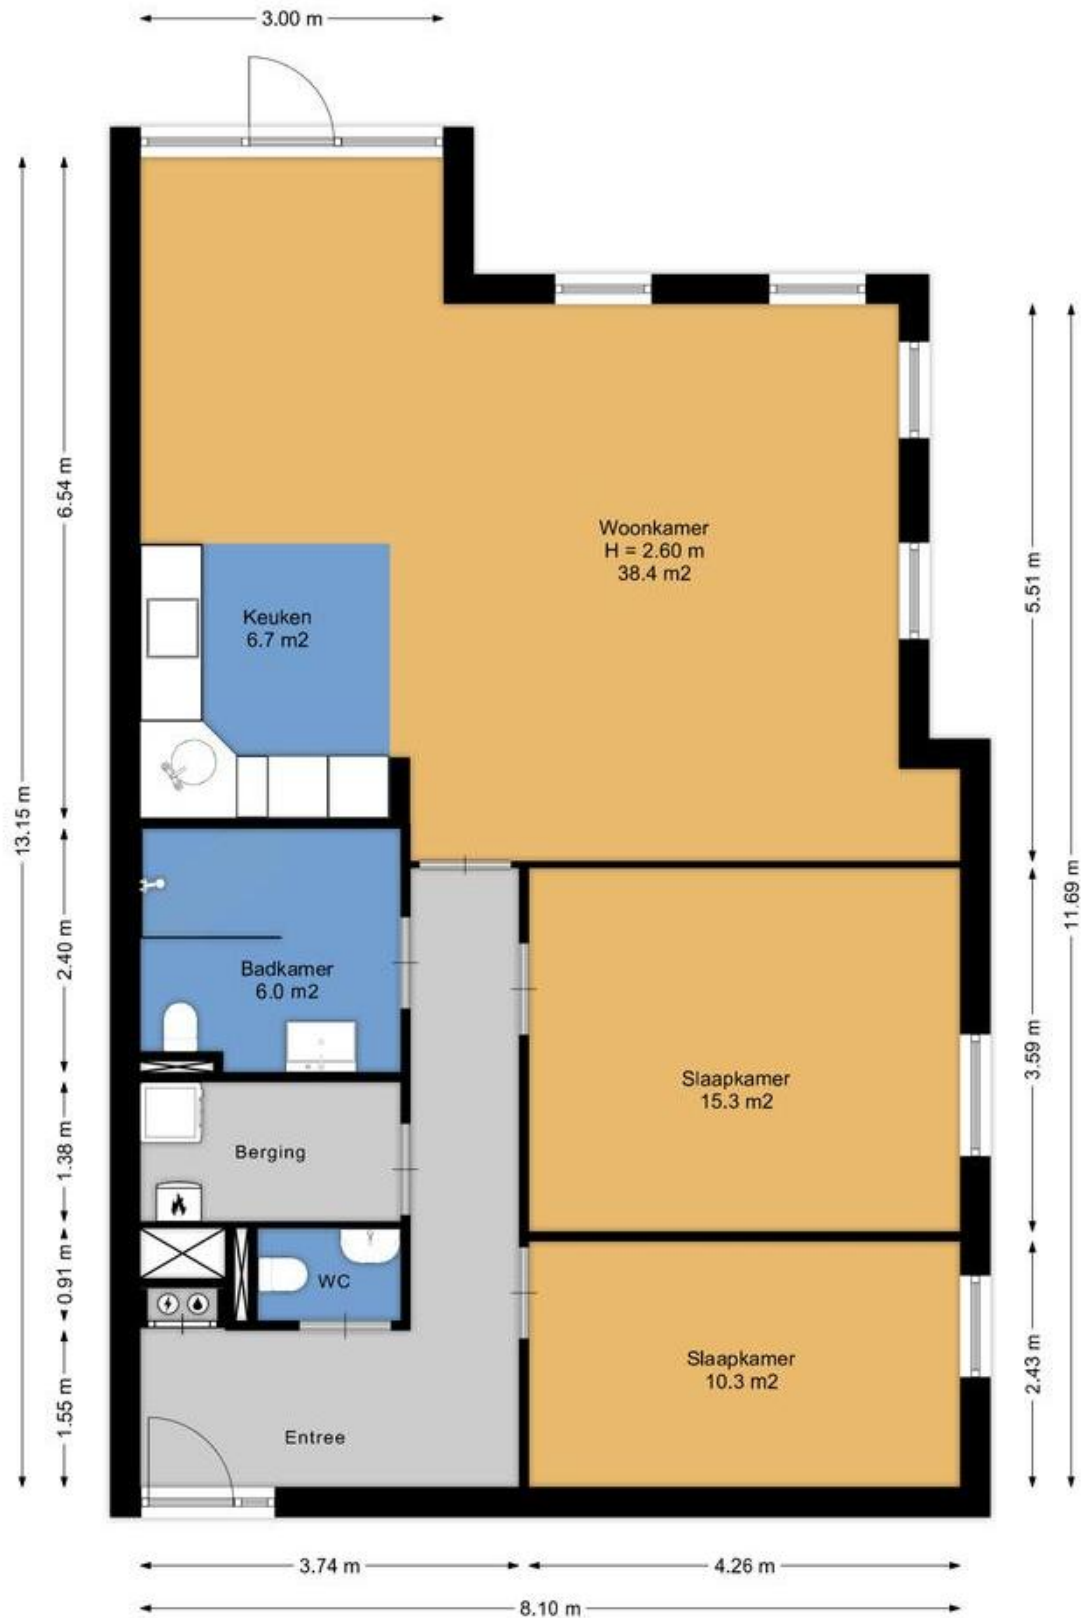 3.00 m
Woonkamer
H = 2.60 m
38.4 m2
Keuken
6.7 m2
Badkamer
6.0 m2
Berging
WC
Entree
Slaapkamer
15.3 m2
Slaapkamer
10.3 m2
13.15 m
6.54 m
2.40 m
1.38 m
0.91 m
1.55 m
5.51 m
3.59 m
2.43 m
11.69 m
3.74 m
4.26 m
8.10 m